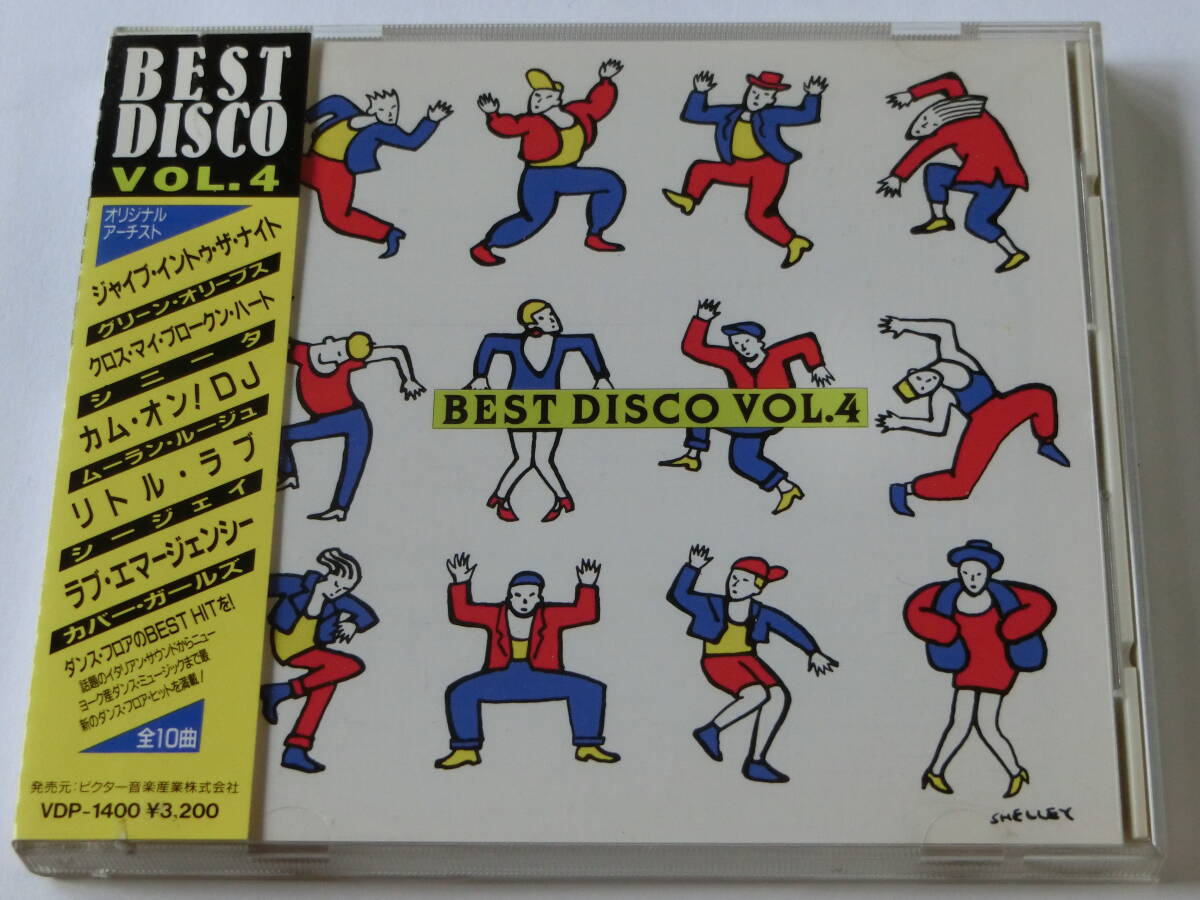 BEST
DISCO
VOL.4
オリジナル
アーチスト
ジャイブ・イントゥ・ザ・ナイト
グリーン・オリーブス
クロス・マイ・ブロークン・ハート
シニータ
カム・オン! DJ
ムーラン・ルージュ
リトル・ラブ
シージェイ
ラブ・エマージェンシー
カバー・ガールズ
ダンス・フロアのBEST HITを!
話題のイタリアン・サウンドからニュー
ヨーク産ダンス・ミュージックまで最
新のダンス・フロア・ヒットを満載!
全10曲
発売元:ビクター音楽産業株式会社
VDP-1400 ¥3,200
BEST DISCO VOL.4
SHELLEY